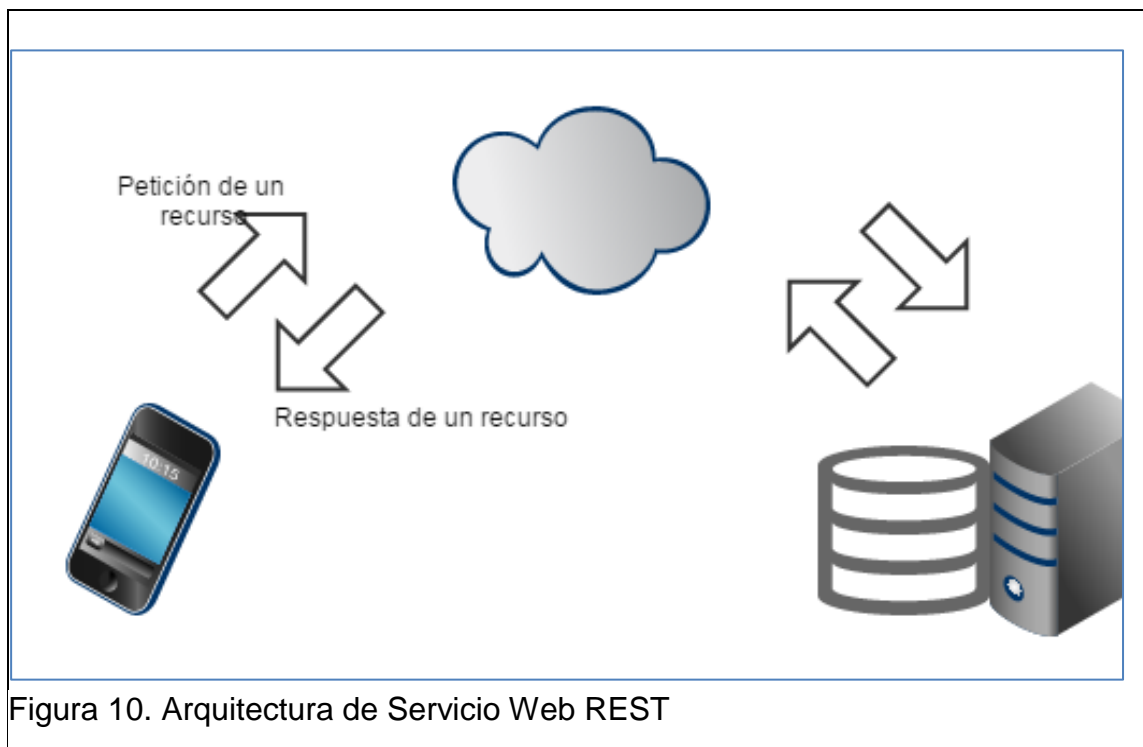 Petición de un
recurso
Respuesta de un recurso
10:15
Figura 10. Arquitectura de Servicio Web REST